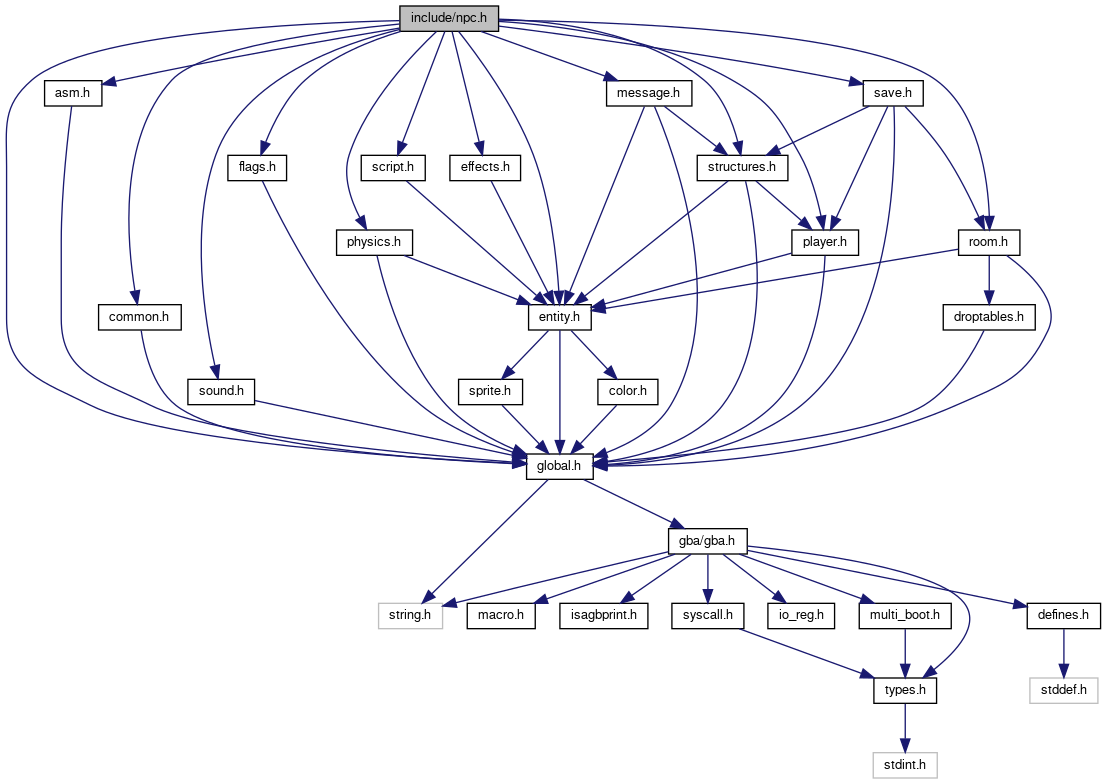 include/npc.h
asm.h
message.h
save.h
flags.h
script.h
effects.h
structures.h
physics.h
player.h
room.h
common.h
entity.h
droptables.h
sound.h
sprite.h
color.h
global.h
gba/gba.h
string.h
macro.h
isagbprint.h
syscall.h
io_reg.h
multi_boot.h
defines.h
types.h
stddef.h
stdint.h